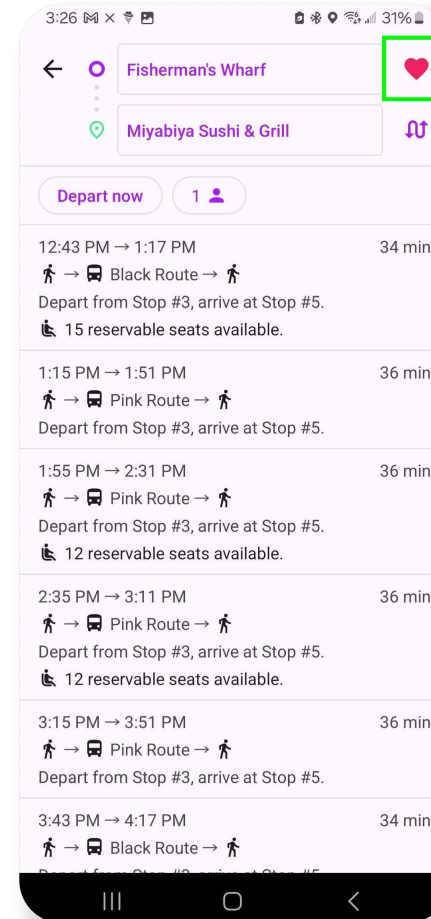 3:26 31%
Fisherman's Wharf
Miyabiya Sushi & Grill
Depart now 1
12:43 PM → 1:17 PM 34 min
→ Black Route →
Depart from Stop #3, arrive at Stop #5.
15 reservable seats available.
1:15 PM → 1:51 PM 36 min
→ Pink Route →
Depart from Stop #3, arrive at Stop #5.
1:55 PM → 2:31 PM 36 min
→ Pink Route →
Depart from Stop #3, arrive at Stop #5.
12 reservable seats available.
2:35 PM → 3:11 PM 36 min
→ Pink Route →
Depart from Stop #3, arrive at Stop #5.
12 reservable seats available.
3:15 PM → 3:51 PM 36 min
→ Pink Route →
Depart from Stop #3, arrive at Stop #5.
3:43 PM → 4:17 PM 34 min
→ Black Route →